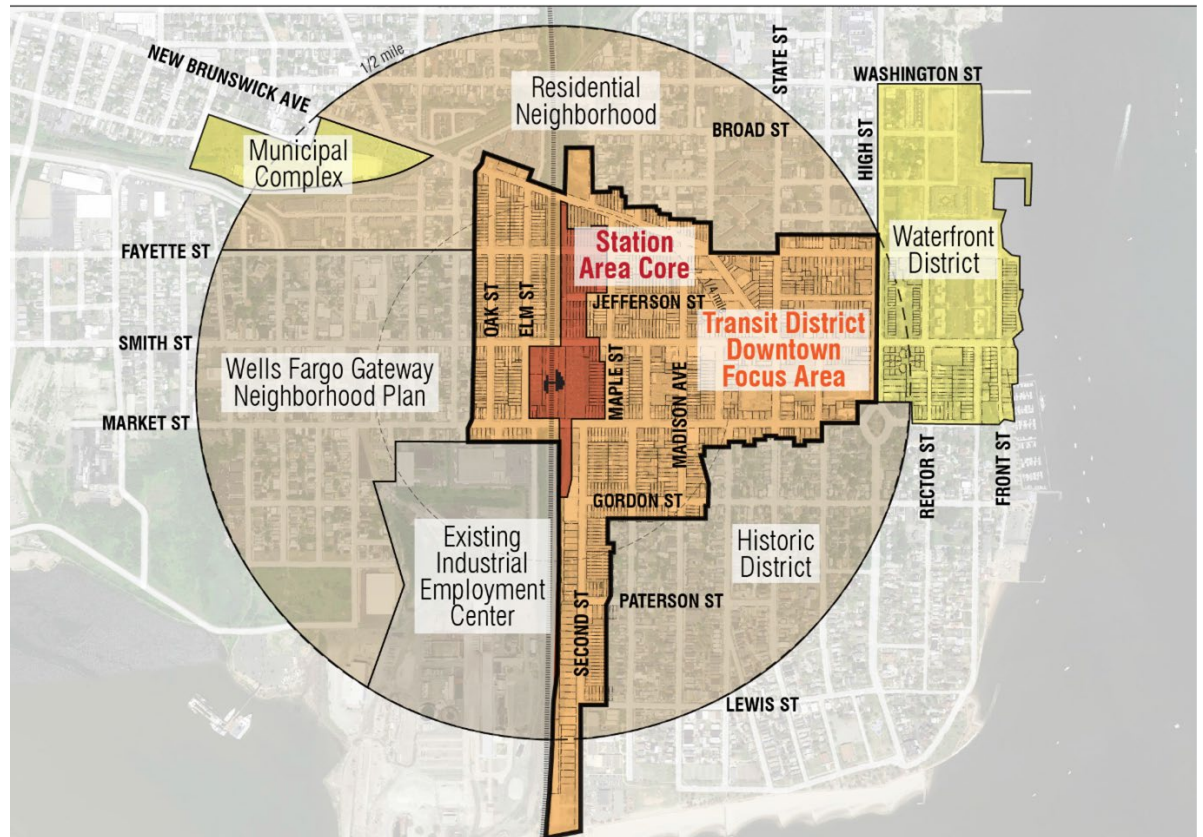 NEW BRUNSWICK AVE
1/2 mile
Residential
Neighborhood
STATE ST
WASHINGTON ST
BROAD ST
HIGH ST
Municipal
Complex
FAYETTE ST
Station
Area Core
Waterfront
District
OAK ST
ELM ST
JEFFERSON ST
1/4 mile
SMITH ST
Wells Fargo Gateway
Neighborhood Plan
Transit District
Downtown
Focus Area
MAPLE ST
MADISON AVE
MARKET ST
RECTOR ST
FRONT ST
GORDON ST
Existing
Industrial
Employment
Center
Historic
District
SECOND ST
PATERSON ST
LEWIS ST